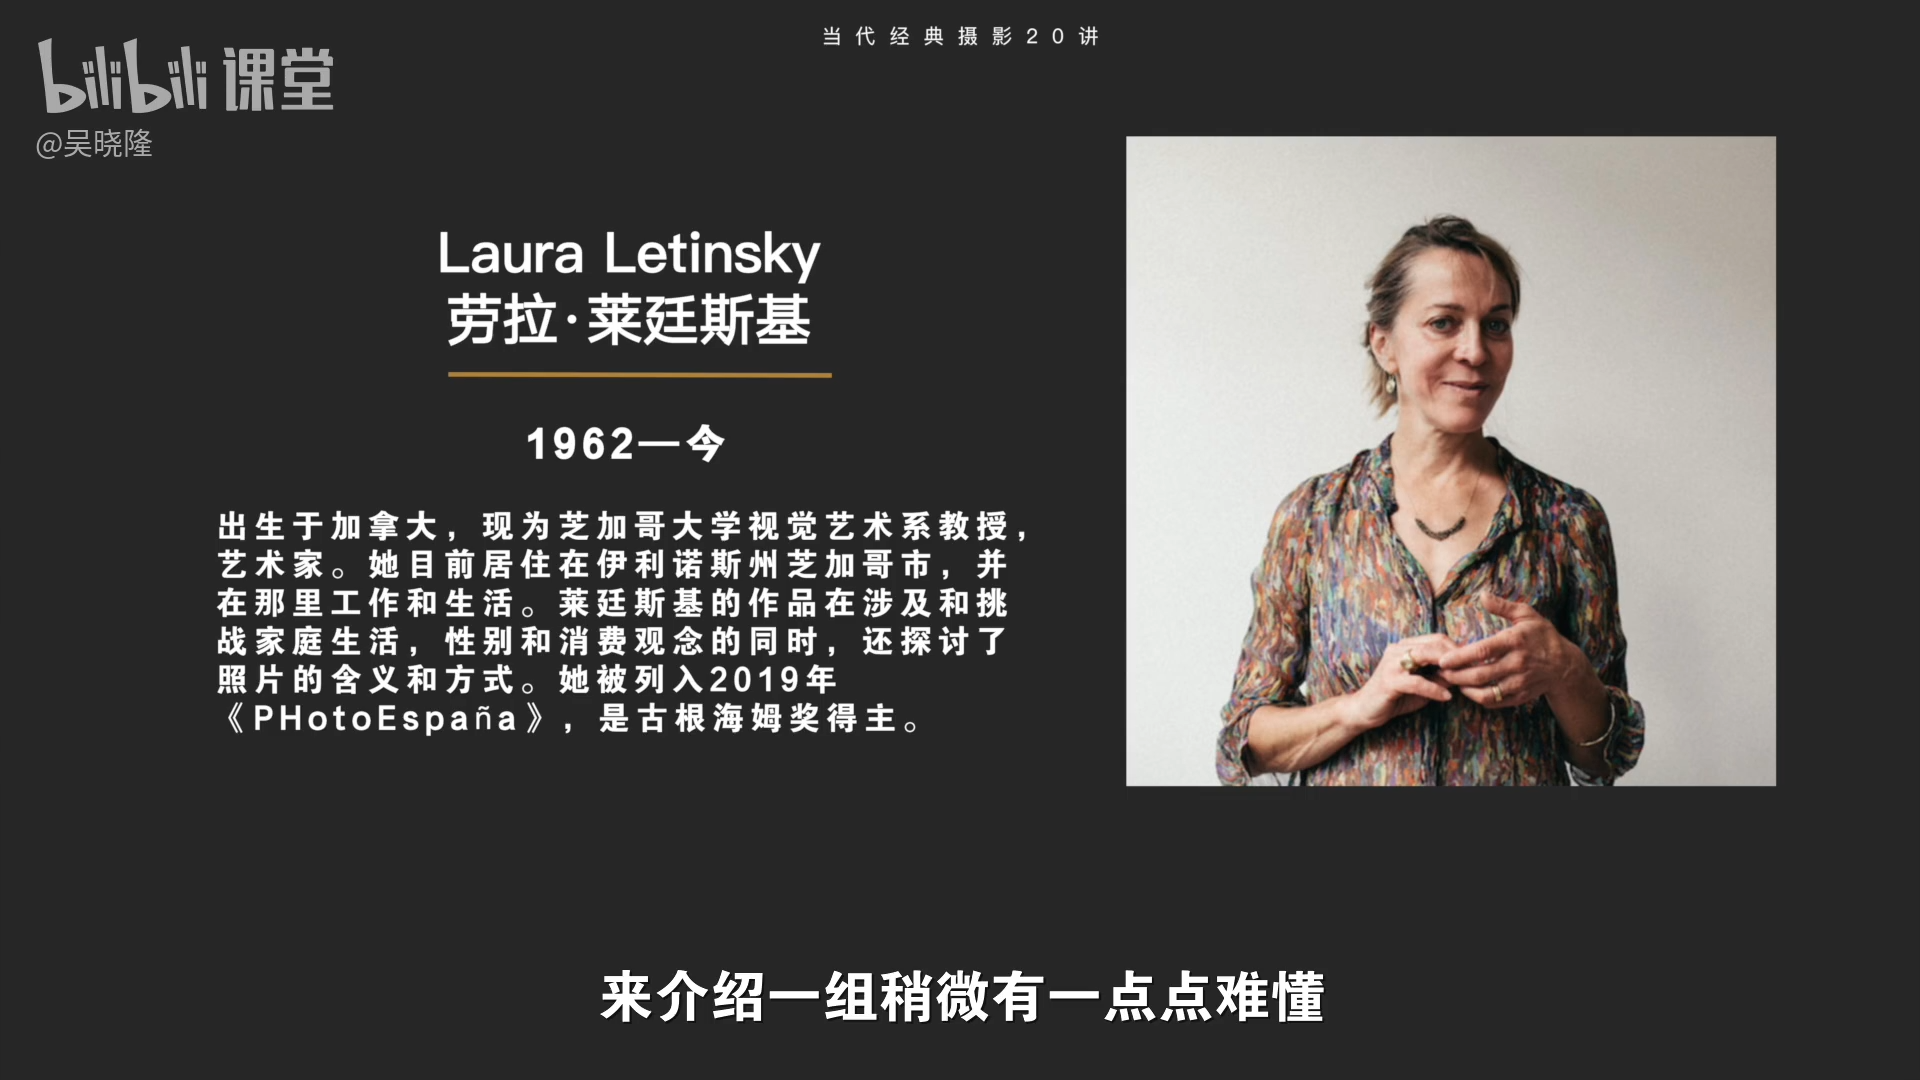 当代经典摄影20讲
bilibili 课堂
@吴晓隆
Laura Letinsky
劳拉·莱廷斯基
1962—今
出生于加拿大，现为芝加哥大学视觉艺术系教授，
艺术家。她目前居住在伊利诺斯州芝加哥市，并
在那里工作和生活。莱廷斯基的作品在涉及和挑
战家庭生活，性别和消费观念的同时，还探讨了
照片的含义和方式。她被列入2019年
《PHotoEspaña》，是古根海姆奖得主。
来介绍一组稍微有一点点难懂